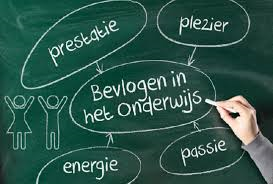 prestatie
plezier
Bevlogen in
het Onderwijs
energie
passie